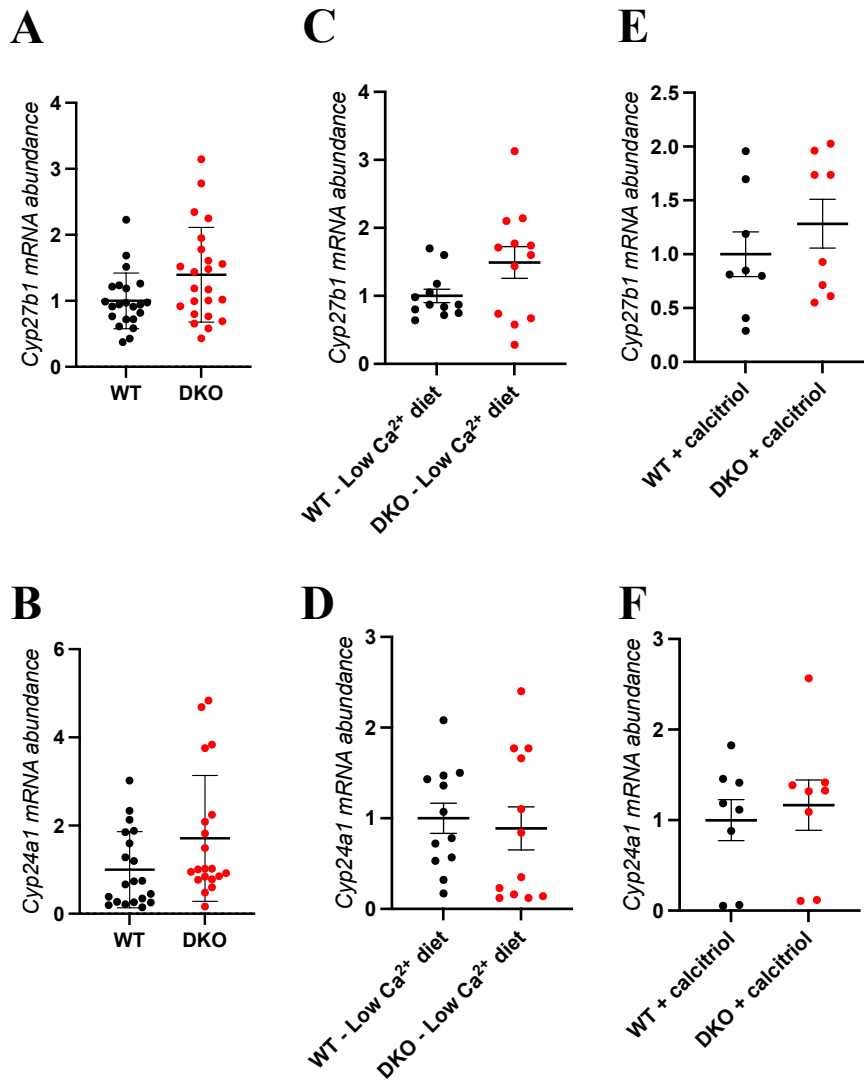 A
Cyp27b1 mRNA abundance
4
3
2
1
0
WT DKO
C
Cyp27b1 mRNA abundance
4
3
2
1
0
WT - Low Ca²⁺ diet
DKO - Low Ca²⁺ diet
E
Cyp27b1 mRNA abundance
2.5
2.0
1.5
1.0
0.5
0.0
WT + calcitriol
DKO + calcitriol
B
Cyp24a1 mRNA abundance
6
4
2
0
WT DKO
D
Cyp24a1 mRNA abundance
3
2
1
0
WT - Low Ca²⁺ diet
DKO - Low Ca²⁺ diet
F
Cyp24a1 mRNA abundance
3
2
1
0
WT + calcitriol
DKO + calcitriol